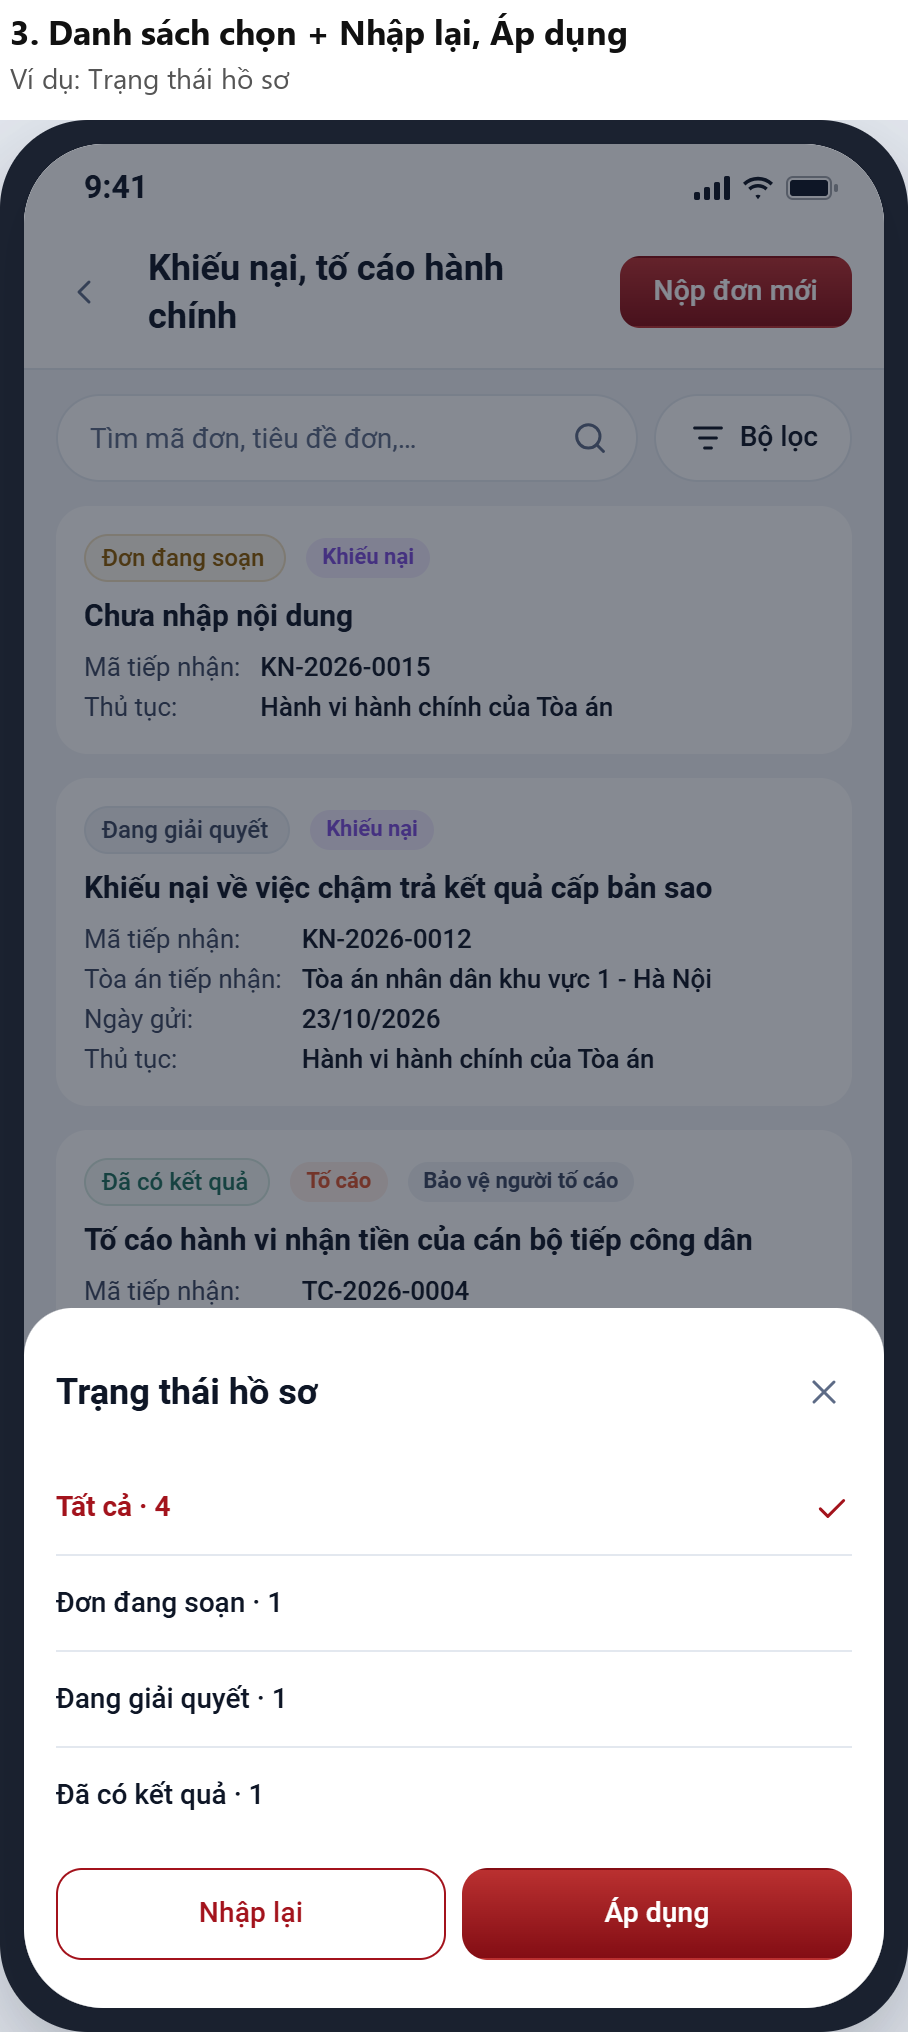 3. Danh sách chọn + Nhập lại, Áp dụng
Ví dụ: Trạng thái hồ sơ
9:41
Khiếu nại, tố cáo hành
chính
Nộp đơn mới
Tìm mã đơn, tiêu đề đơn,...
Bộ lọc
Đơn đang soạn
Khiếu nại
Chưa nhập nội dung
Mã tiếp nhận: KN-2026-0015
Thủ tục: Hành vi hành chính của Tòa án
Đang giải quyết
Khiếu nại
Khiếu nại về việc chậm trả kết quả cấp bản sao
Mã tiếp nhận: KN-2026-0012
Tòa án tiếp nhận: Tòa án nhân dân khu vực 1 - Hà Nội
Ngày gửi: 23/10/2026
Thủ tục: Hành vi hành chính của Tòa án
Đã có kết quả
Tố cáo
Bảo vệ người tố cáo
Tố cáo hành vi nhận tiền của cán bộ tiếp công dân
Mã tiếp nhận: TC-2026-0004
Trạng thái hồ sơ
Tất cả · 4
Đơn đang soạn · 1
Đang giải quyết · 1
Đã có kết quả · 1
Nhập lại
Áp dụng